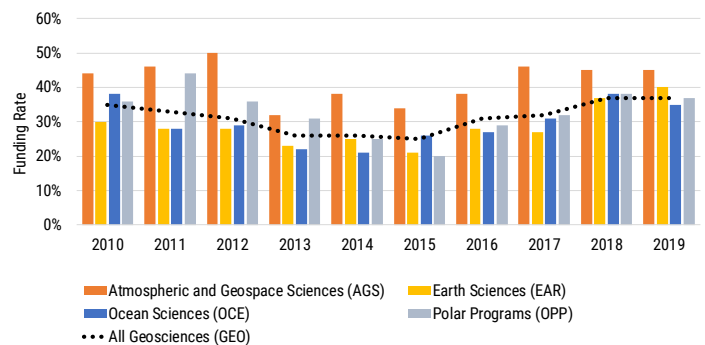 60%
50%
40%
30%
20%
10%
0%
Funding Rate
2010 2011 2012 2013 2014 2015 2016 2017 2018 2019
Atmospheric and Geospace Sciences (AGS) Earth Sciences (EAR)
Ocean Sciences (OCE) Polar Programs (OPP)
All Geosciences (GEO)